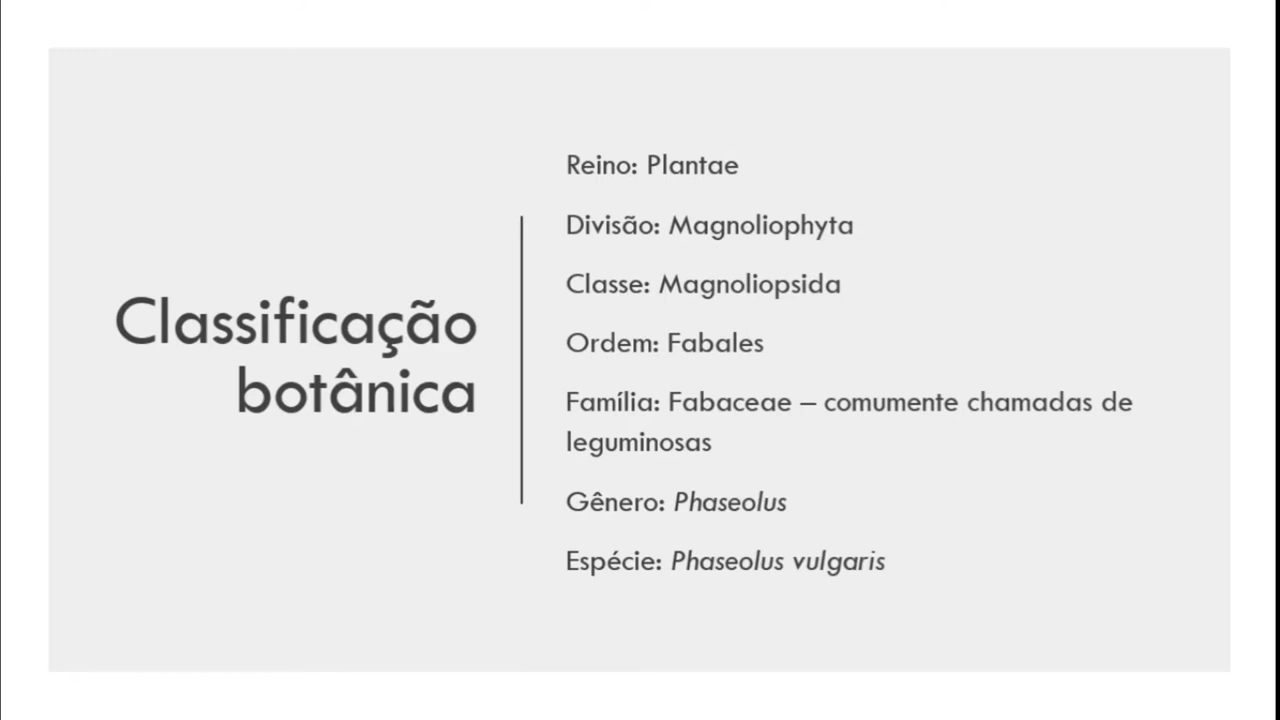 Classificação
botânica
Reino: Plantae
Divisão: Magnoliophyta
Classe: Magnoliopsida
Ordem: Fabales
Família: Fabaceae – comumente chamadas de
leguminosas
Gênero: Phaseolus
Espécie: Phaseolus vulgaris